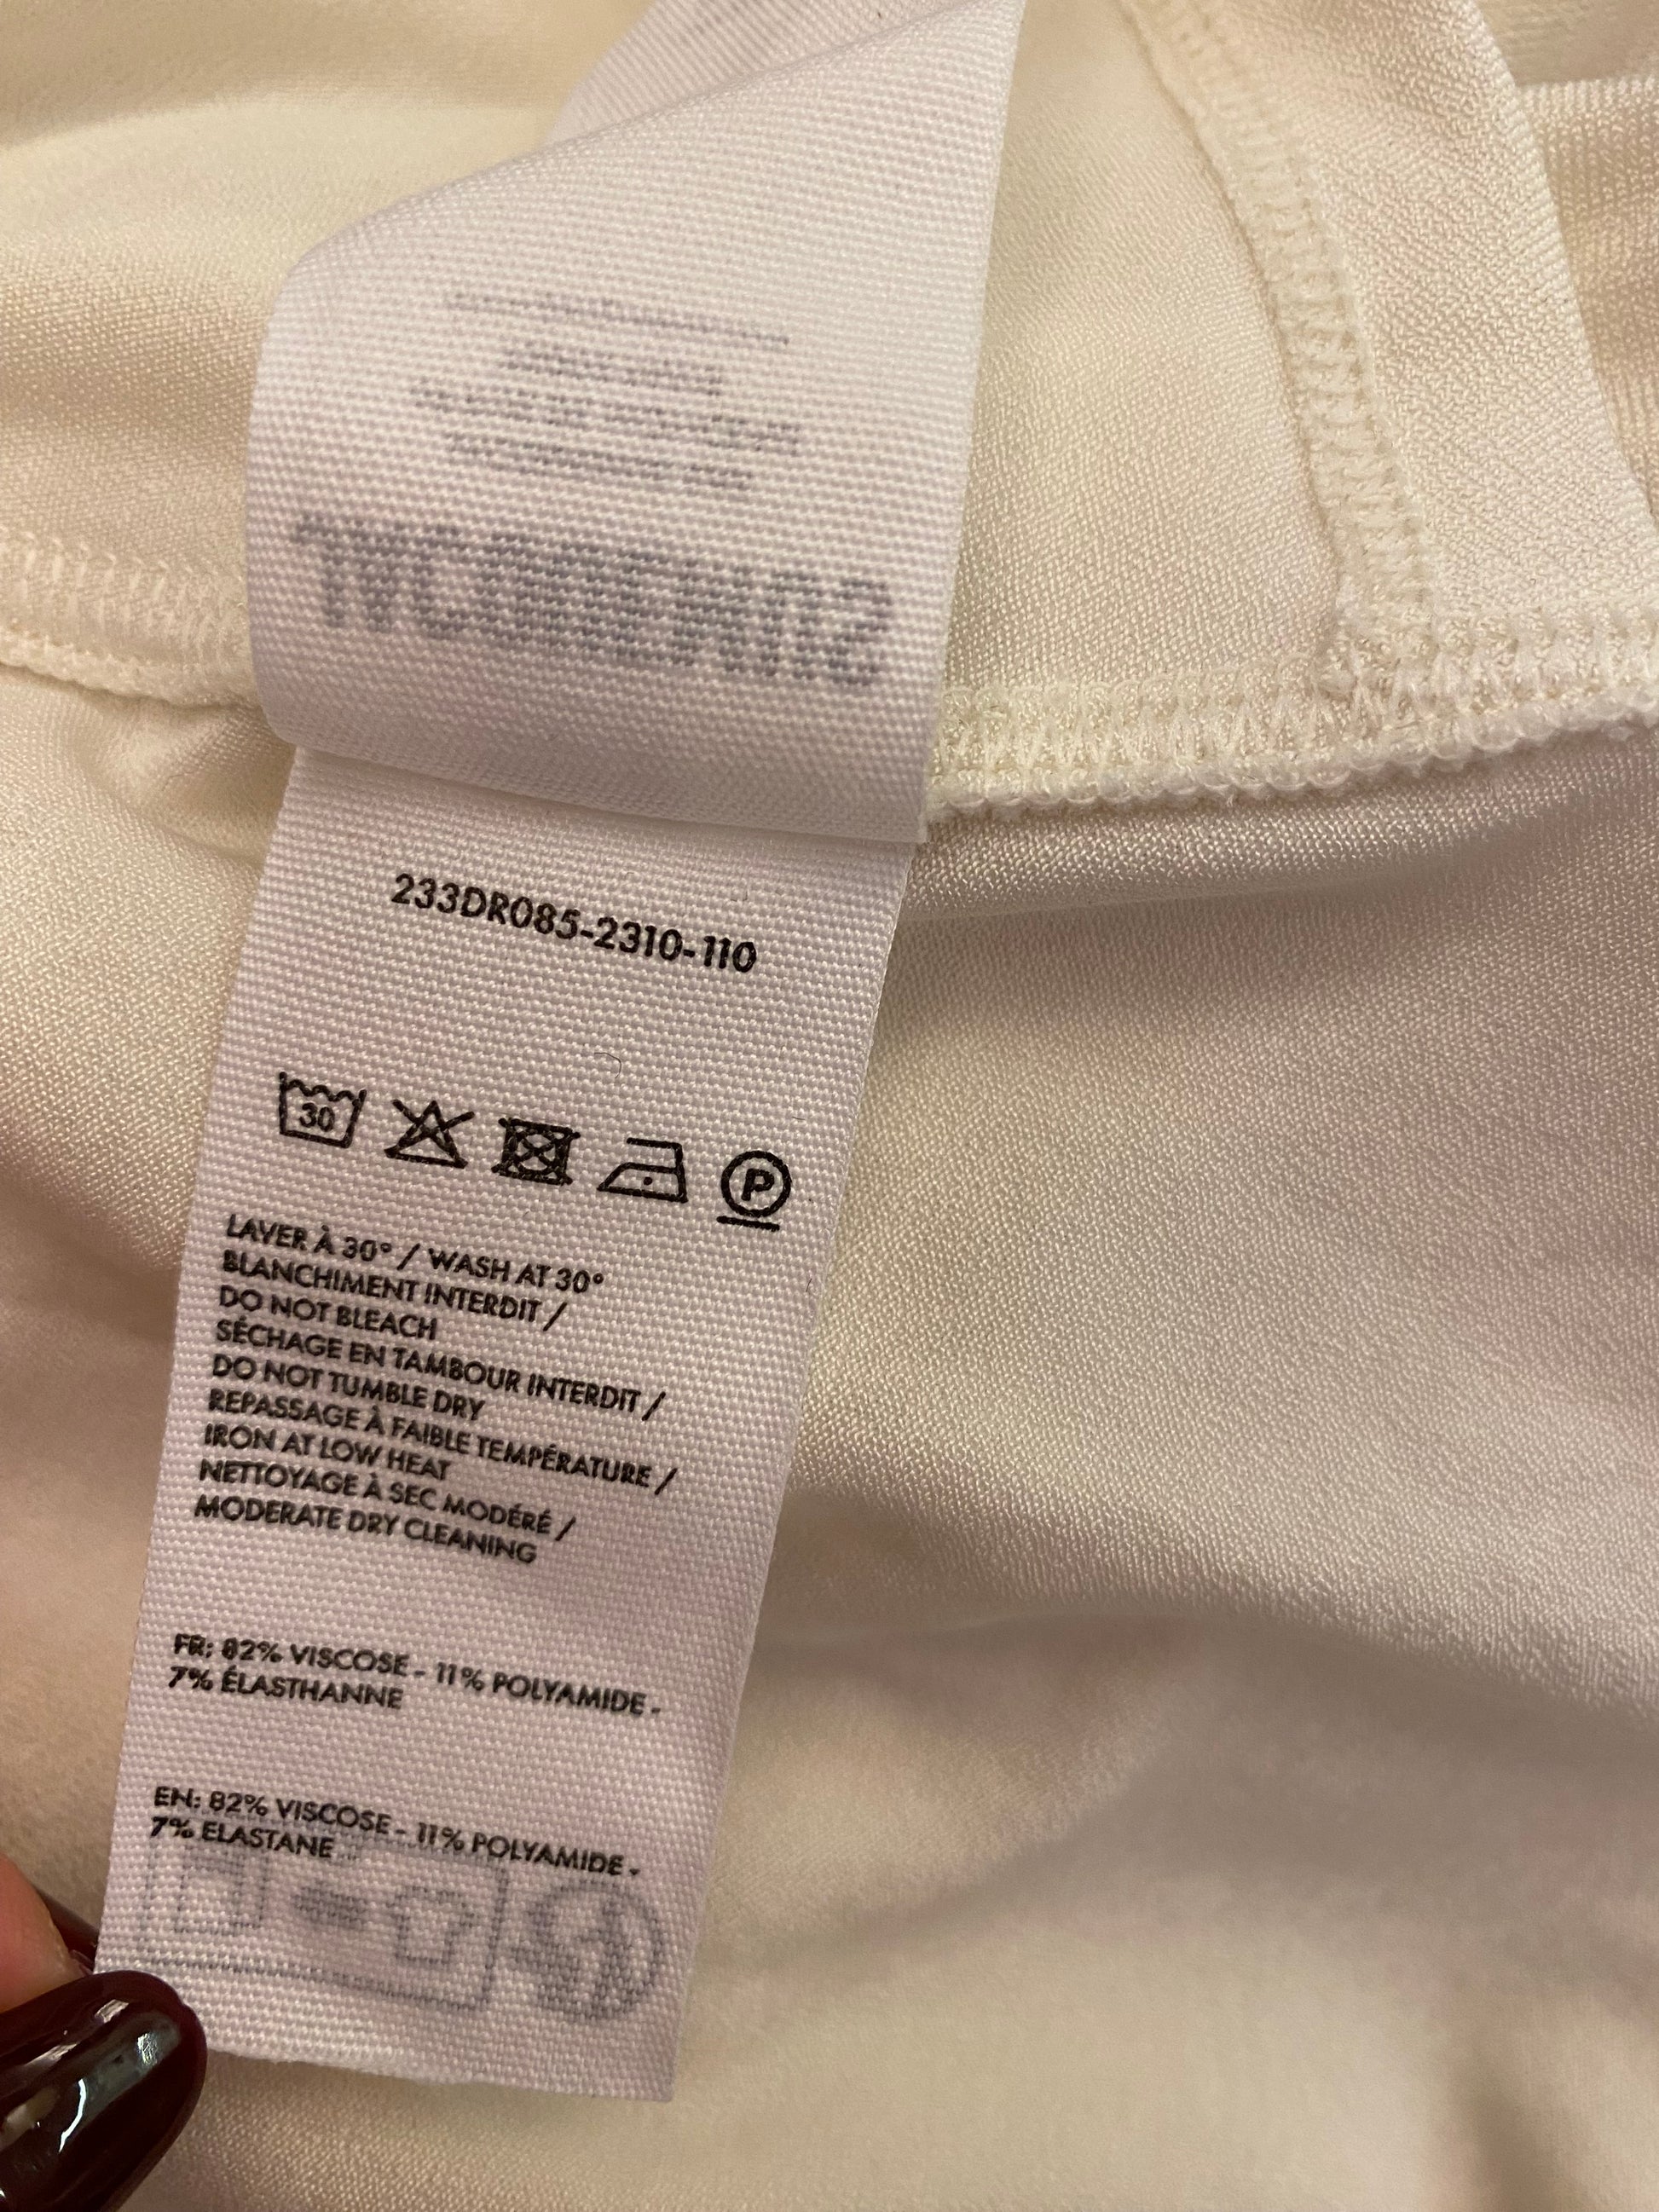 233DR085-2310-110
30
P
LAVER À 30° / WASH AT 30°
BLANCHIMENT INTERDIT /
DO NOT BLEACH
SÉCHAGE EN TAMBOUR INTERDIT /
DO NOT TUMBLE DRY
REPASSAGE À FAIBLE TEMPÉRATURE /
IRON AT LOW HEAT
NETTOYAGE À SEC MODÉRÉ /
MODERATE DRY CLEANING
FR: 82% VISCOSE - 11% POLYAMIDE -
7% ÉLASTHANNE
EN: 82% VISCOSE - 11% POLYAMIDE -
7% ELASTANE